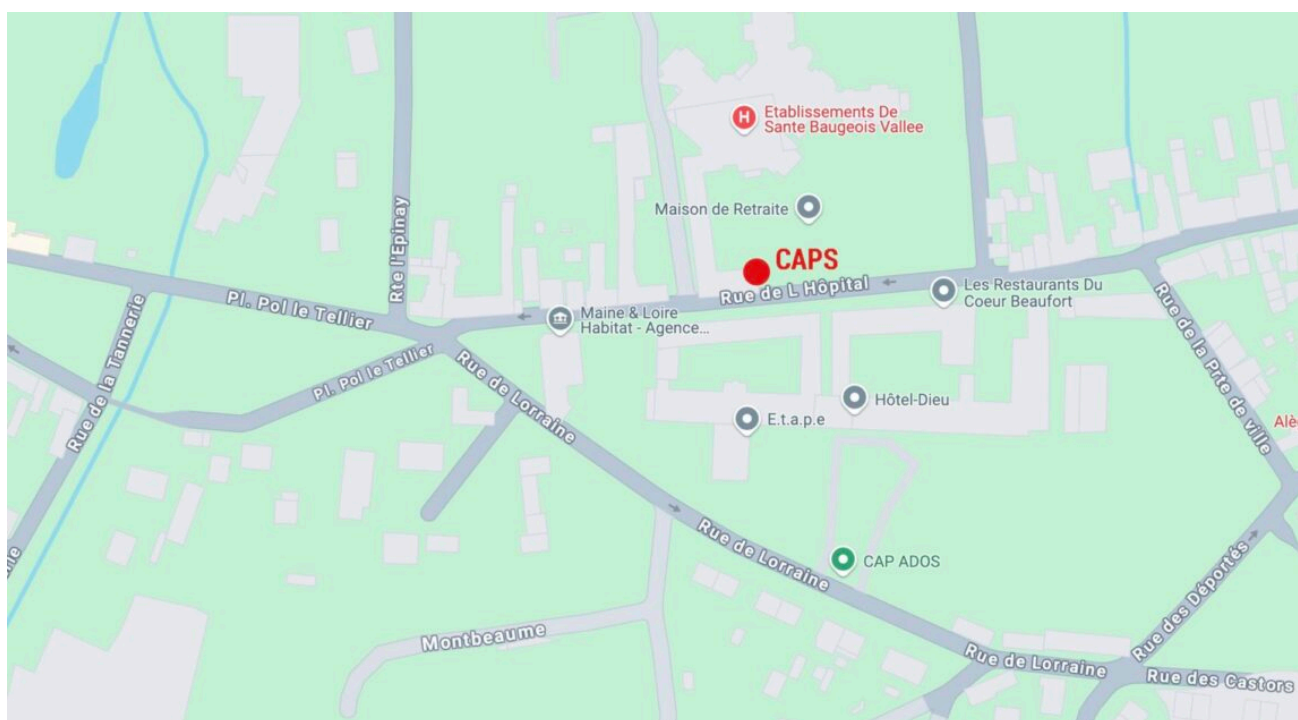 H
Etablissements De
Sante Baugeois Vallee
Maison de Retraite
CAPS
Rte l'Epinay
Rue de L Hôpital
Les Restaurants Du
Coeur Beaufort
Pl. Pol le Tellier
Maine & Loire
Habitat - Agence...
Rue de la Tannerie
Pl. Pol le Tellier
Rue de la Prte de ville
Rue de Lorraine
Hôtel-Dieu
E.t.a.p.e
Rue de Lorraine
CAP ADOS
Rue des Déportés
Montbeaume
Rue de Lorraine
Rue des Castors